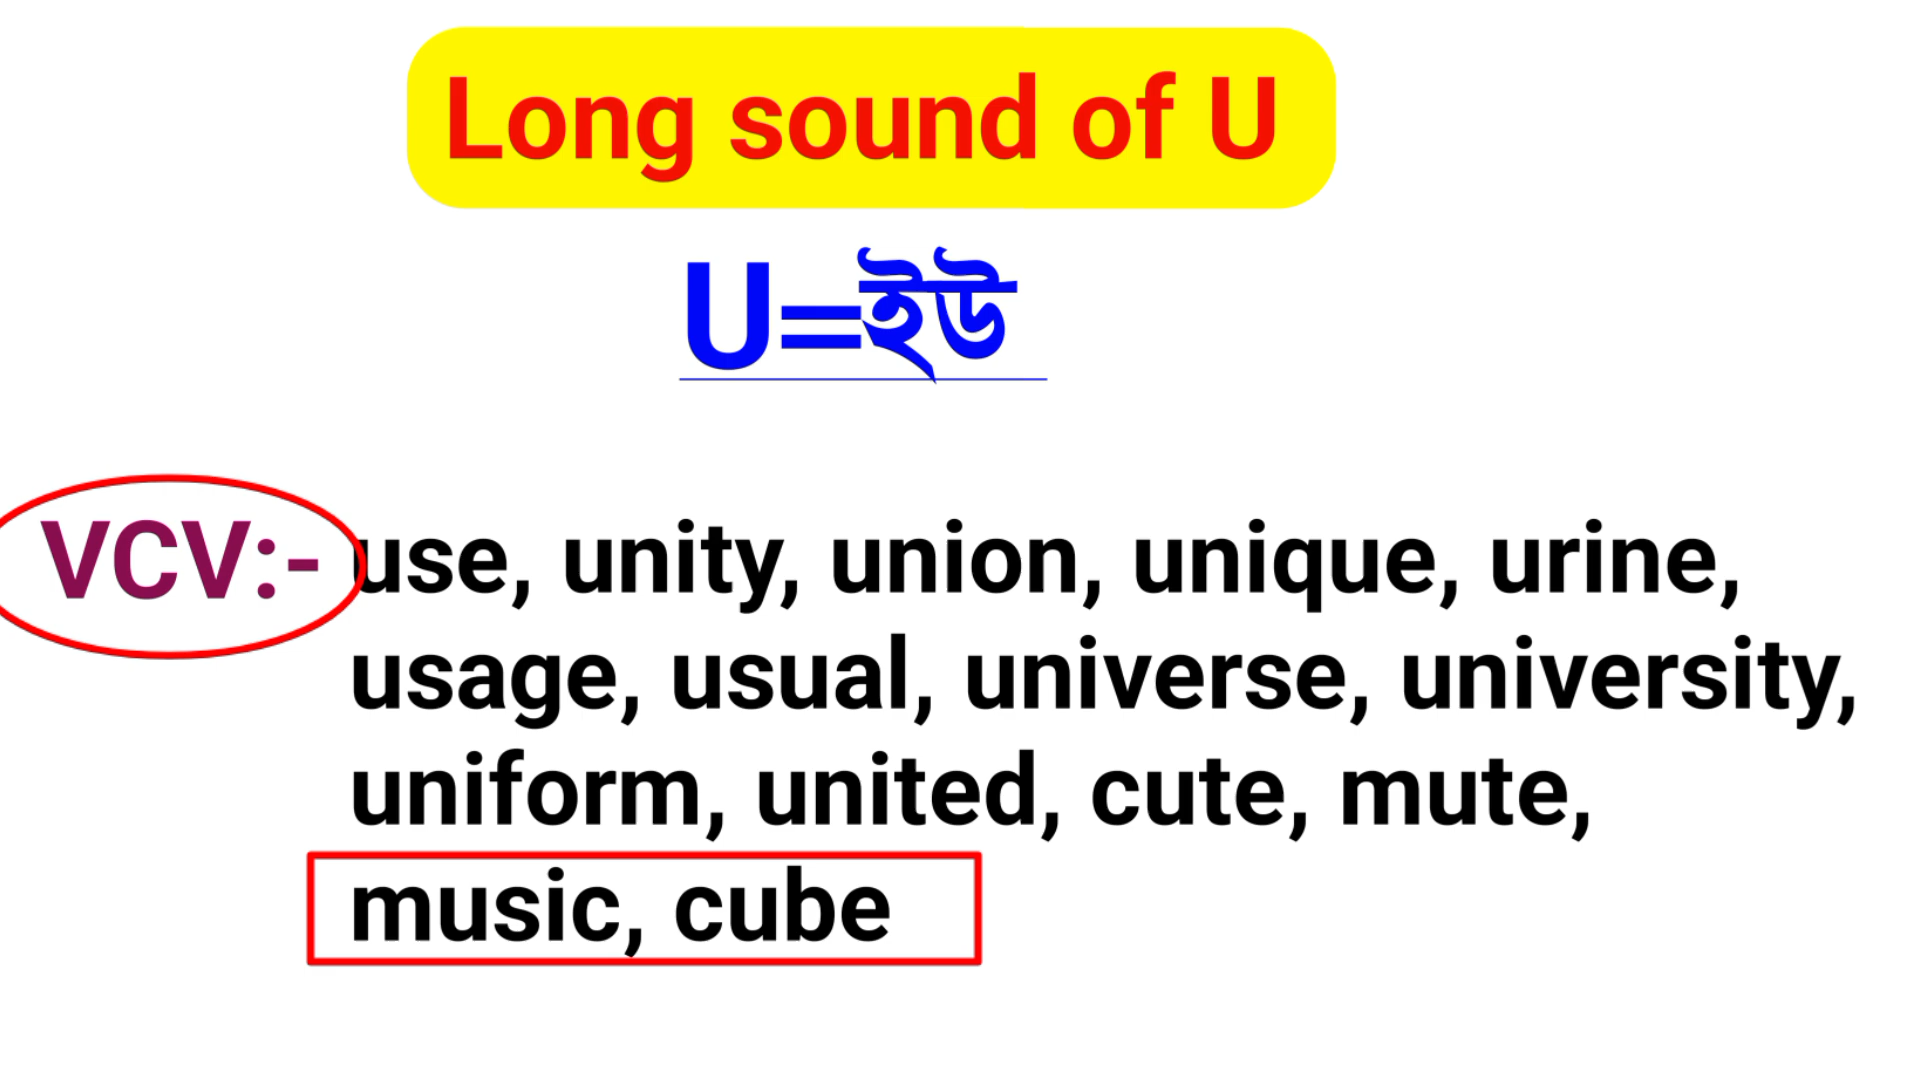 Long sound of U
U=ইউ
VCV:- use, unity, union, unique, urine,
usage, usual, universe, university,
uniform, united, cute, mute,
music, cube